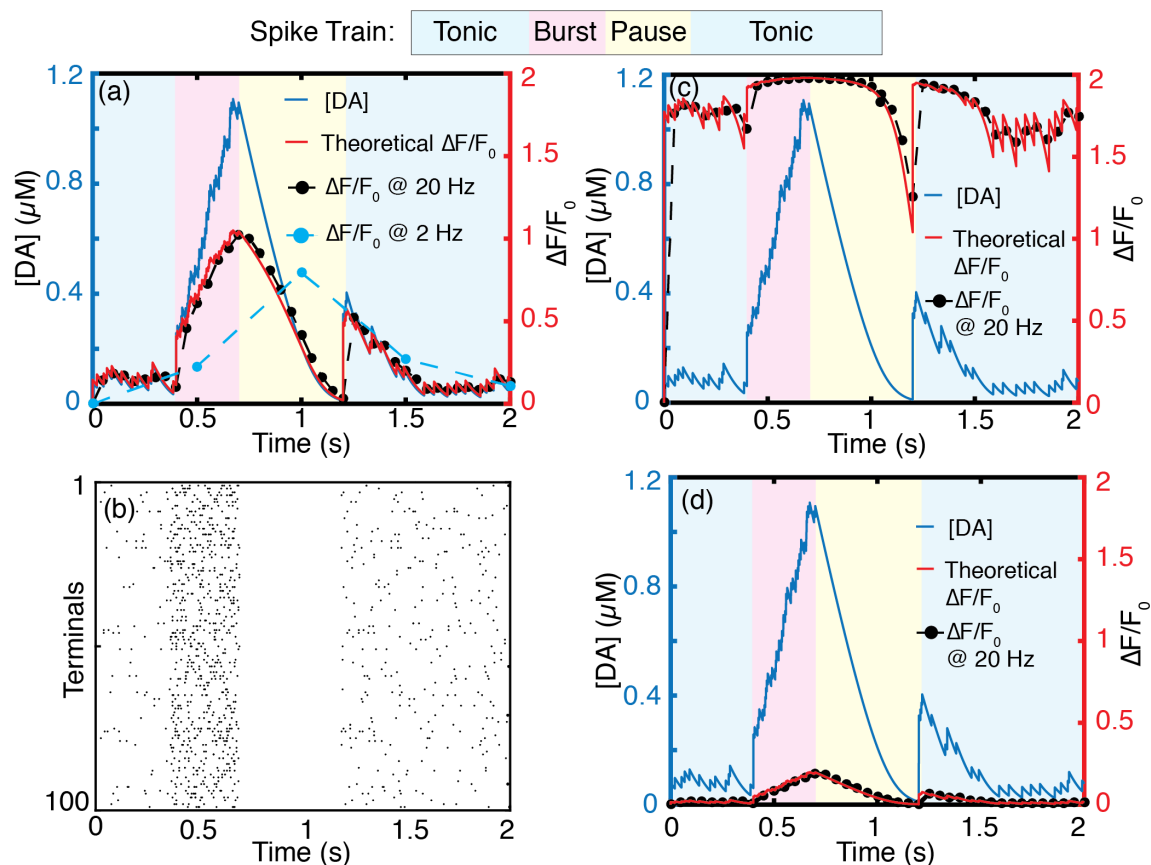 Spike Train: Tonic Burst Pause Tonic
(a)
[DA] (µM)
1.2
0.8
0.4
0
[DA]
Theoretical ΔF/F0
ΔF/F0 @ 20 Hz
ΔF/F0 @ 2 Hz
2
1.5
1
0.5
0
ΔF/F0
0 0.5 1 1.5 2
Time (s)
(c)
[DA] (µM)
1.2
0.8
0.4
0
[DA]
Theoretical
ΔF/F0
ΔF/F0
@ 20 Hz
2
1.5
1
0.5
0
ΔF/F0
0 0.5 1 1.5 2
Time (s)
(b)
Terminals
1
100
0 0.5 1 1.5 2
Time (s)
(d)
[DA] (µM)
1.2
0.8
0.4
0
[DA]
Theoretical
ΔF/F0
ΔF/F0
@ 20 Hz
2
1.5
1
0.5
0
ΔF/F0
0 0.5 1 1.5 2
Time (s)